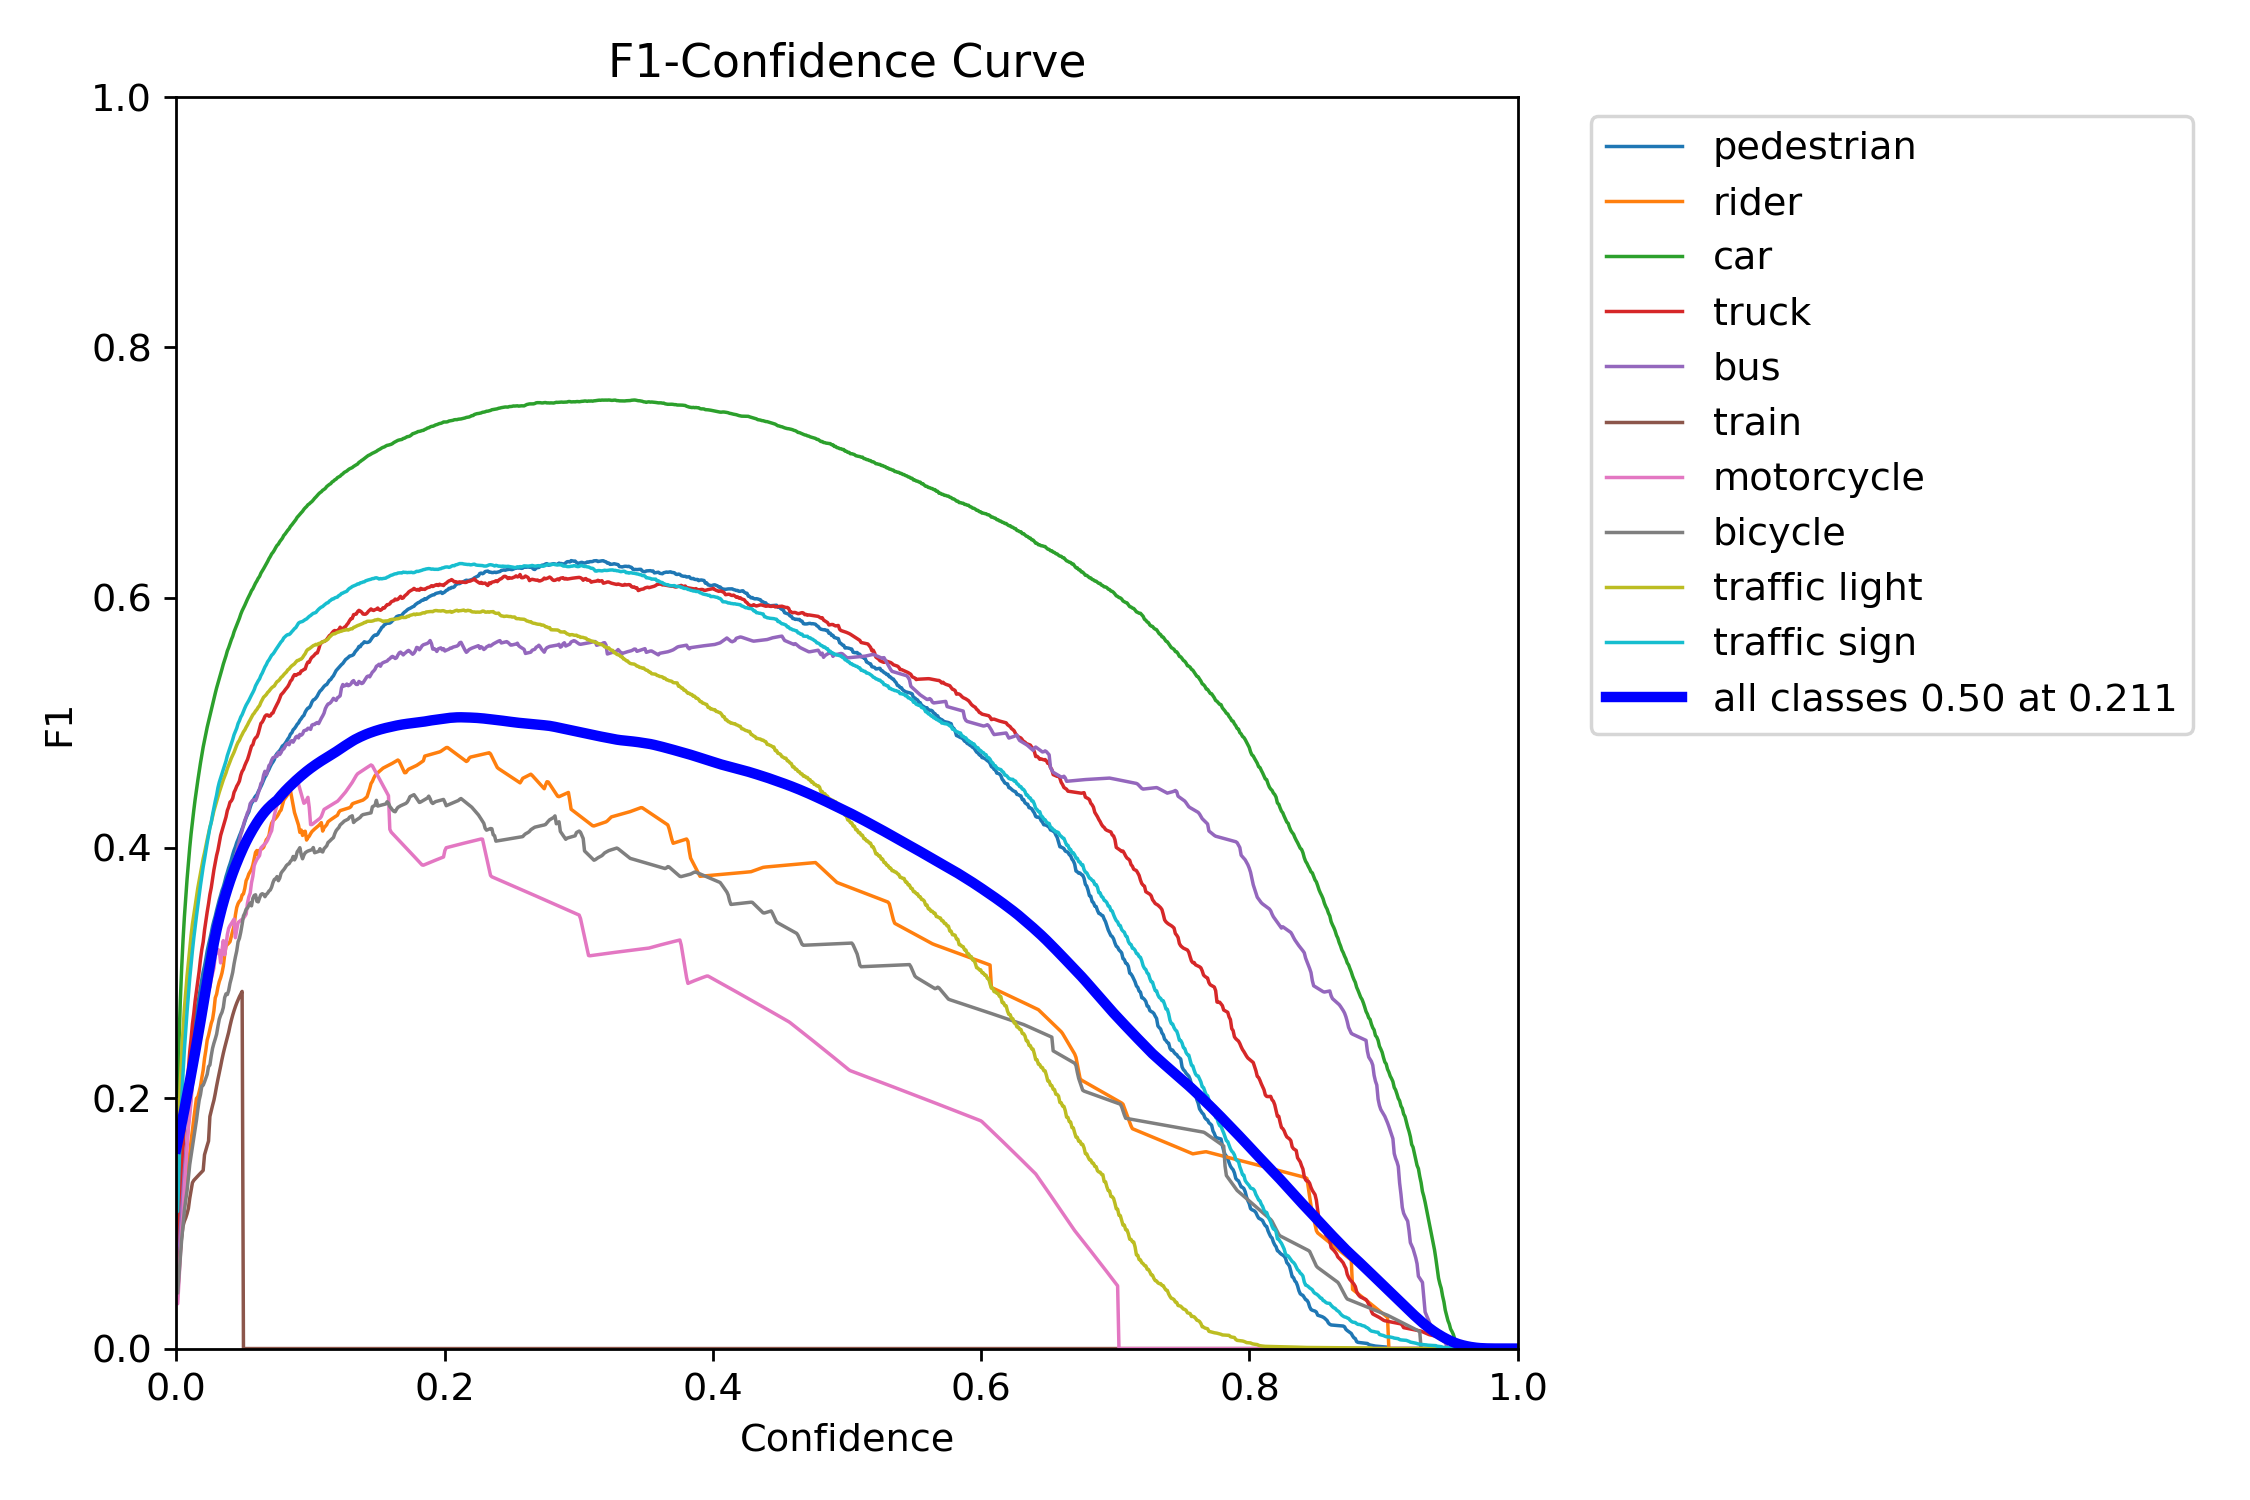 F1-Confidence Curve
1.0
0.8
0.6
0.4
0.2
0.0
F1
0.0 0.2 0.4 0.6 0.8 1.0
Confidence
pedestrian
rider
car
truck
bus
train
motorcycle
bicycle
traffic light
traffic sign
all classes 0.50 at 0.211